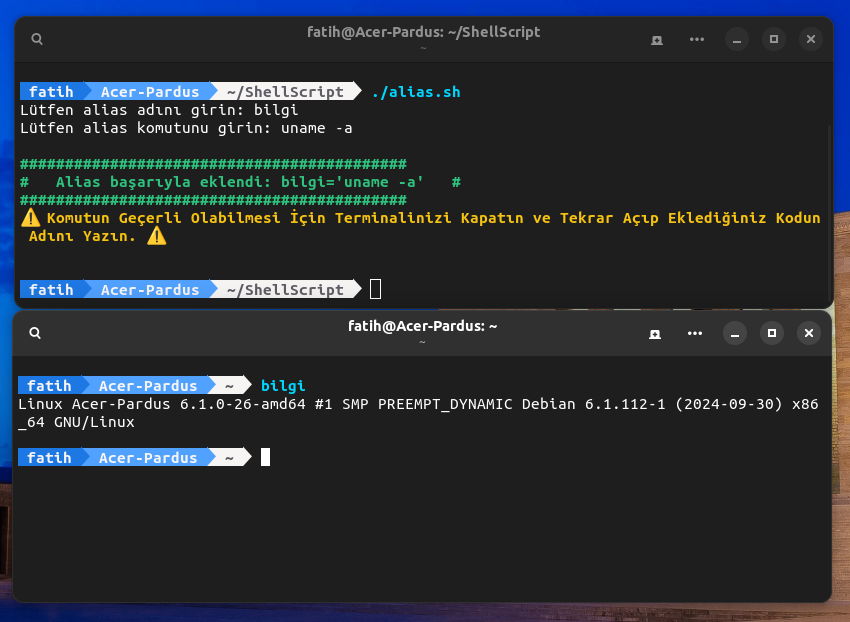 fatih@Acer-Pardus: ~/ShellScript
~
fatih Acer-Pardus ~/ShellScript ./alias.sh
Lütfen alias adını girin: bilgi
Lütfen alias komutunu girin: uname -a
###########################################
#   Alias başarıyla eklendi: bilgi='uname -a'   #
###########################################
⚠️ Komutun Geçerli Olabilmesi İçin Terminalinizi Kapatın ve Tekrar Açıp Eklediğiniz Kodun
Adını Yazın. ⚠️
fatih Acer-Pardus ~/ShellScript
fatih@Acer-Pardus: ~
~
fatih Acer-Pardus ~ bilgi
Linux Acer-Pardus 6.1.0-26-amd64 #1 SMP PREEMPT_DYNAMIC Debian 6.1.112-1 (2024-09-30) x86
_64 GNU/Linux
fatih Acer-Pardus ~